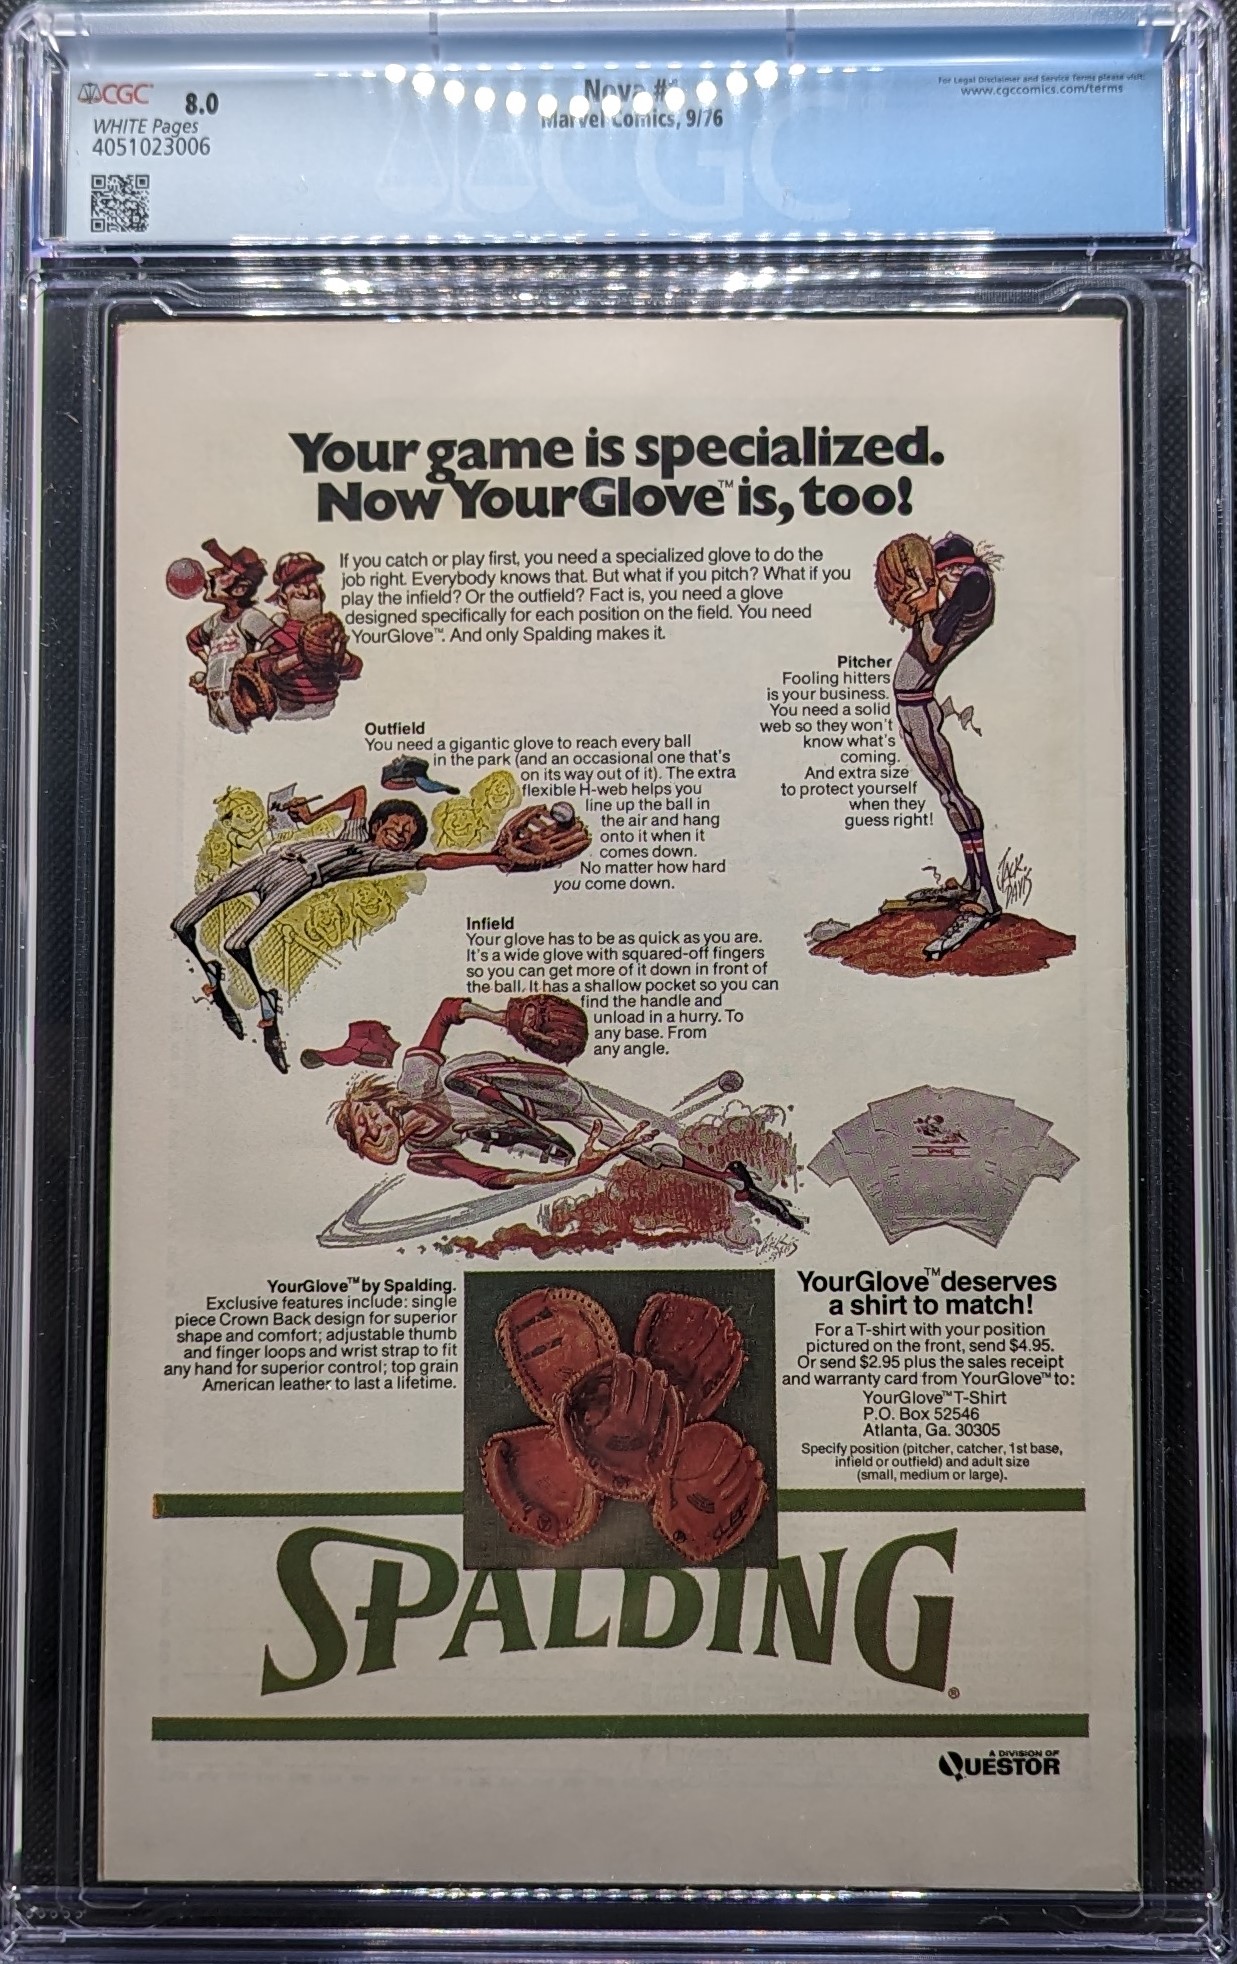 CGC 8.0
WHITE Pages
4051023006
Nova #
Marvel Comics, 9/76
For Legal Disclaimer and Service Terms please visit:
www.cgccomics.com/terms
CGC
Your game is specialized.
Now YourGlove™ is, too!
If you catch or play first, you need a specialized glove to do the
job right. Everybody knows that. But what if you pitch? What if you
play the infield? Or the outfield? Fact is, you need a glove
designed specifically for each position on the field. You need
YourGlove™. And only Spalding makes it.
Pitcher
Fooling hitters
is your business.
You need a solid
web so they won't
know what's
coming.
And extra size
to protect yourself
when they
guess right!
JACK
DAVIS
Outfield
You need a gigantic glove to reach every ball
in the park (and an occasional one that's
on its way out of it). The extra
flexible H-web helps you
line up the ball in
the air and hang
onto it when it
comes down.
No matter how hard
you come down.
Infield
Your glove has to be as quick as you are.
It's a wide glove with squared-off fingers
so you can get more of it down in front of
the ball. It has a shallow pocket so you can
find the handle and
unload in a hurry. To
any base. From
any angle.
YourGlove™ by Spalding.
Exclusive features include: single
piece Crown Back design for superior
shape and comfort; adjustable thumb
and finger loops and wrist strap to fit
any hand for superior control; top grain
American leather to last a lifetime.
YourGlove™ deserves
a shirt to match!
For a T-shirt with your position
pictured on the front, send $4.95.
Or send $2.95 plus the sales receipt
and warranty card from YourGlove™ to:
YourGlove™ T-Shirt
P.O. Box 52546
Atlanta, Ga. 30305
Specify position (pitcher, catcher, 1st base,
infield or outfield) and adult size
(small, medium or large).
SPALDING®
A DIVISION OF
QUESTOR